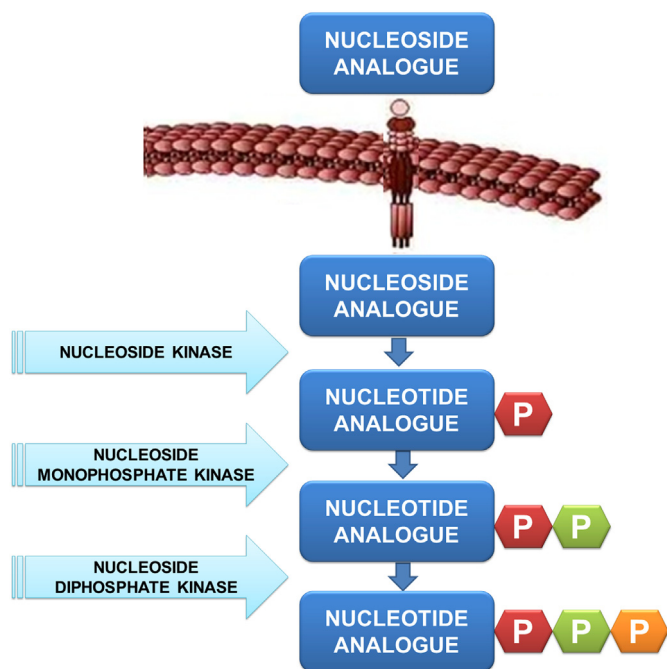 NUCLEOSIDE
ANALOGUE
NUCLEOSIDE
ANALOGUE
NUCLEOSIDE KINASE
NUCLEOTIDE
ANALOGUE
P
NUCLEOSIDE
MONOPHOSPHATE KINASE
NUCLEOTIDE
ANALOGUE
P P
NUCLEOSIDE
DIPHOSPHATE KINASE
NUCLEOTIDE
ANALOGUE
P P P